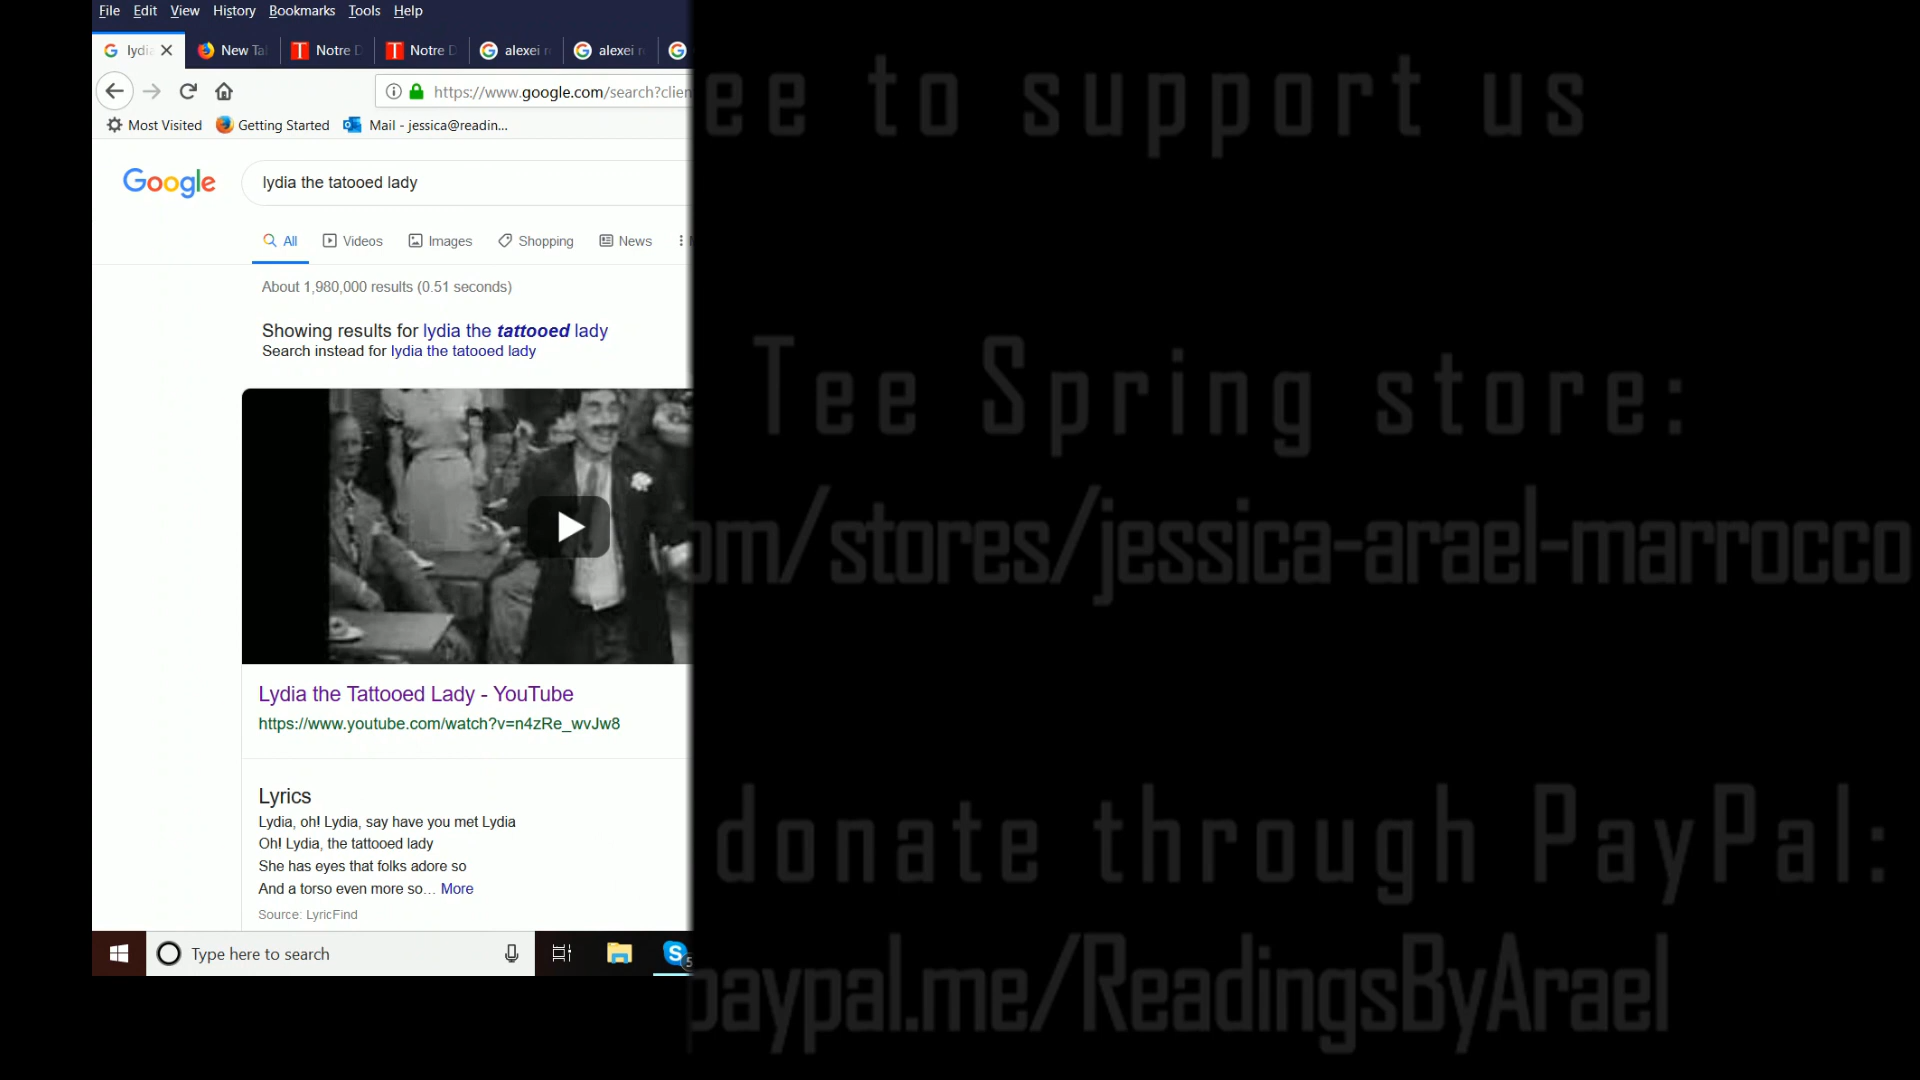 File Edit View History Bookmarks Tools Help
lydi New Ta Notre D Notre D alexei r alexei r
https://www.google.com/search?clien
Most Visited Getting Started Mail - jessica@readin...
Google lydia the tatooed lady
All Videos Images Shopping News
About 1,980,000 results (0.51 seconds)
Showing results for lydia the tattooed lady
Search instead for lydia the tatooed lady
Lydia the Tattooed Lady - YouTube
https://www.youtube.com/watch?v=n4zRe_wvJw8
Lyrics
Lydia, oh! Lydia, say have you met Lydia
Oh! Lydia, the tattooed lady
She has eyes that folks adore so
And a torso even more so... More
Source: LyricFind
Type here to search
ee to support us
Tee Spring store:
om/stores/jessica-arael-marrocco
donate through PayPal:
paypal.me/ReadingsByArael